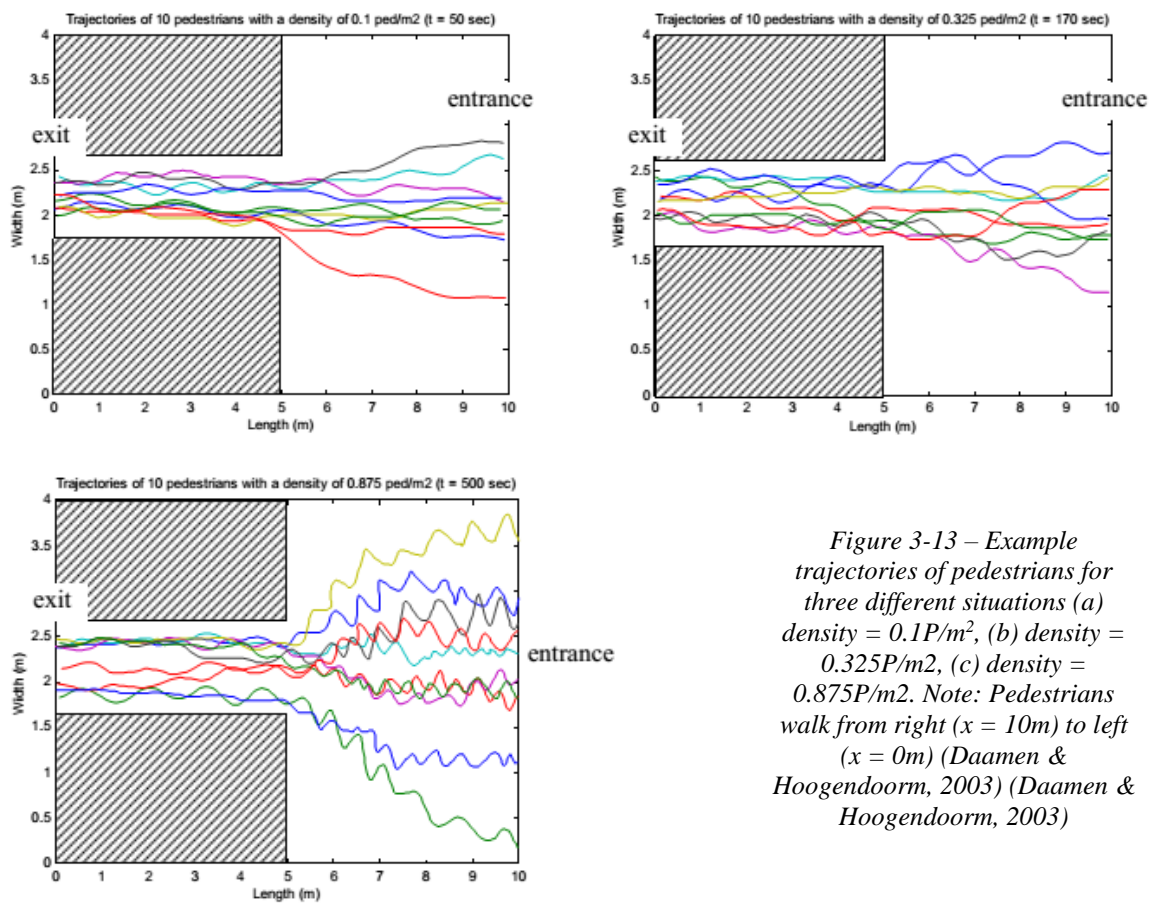 Trajectories of 10 pedestrians with a density of 0.1 ped/m2 (t = 50 sec)
4
3.5
3
2.5
2
1.5
1
0.5
0
Width (m)
exit
entrance
0 1 2 3 4 5 6 7 8 9 10
Length (m)
Trajectories of 10 pedestrians with a density of 0.325 ped/m2 (t = 170 sec)
4
3.5
3
2.5
2
1.5
1
0.5
0
Width (m)
exit
entrance
0 1 2 3 4 5 6 7 8 9 10
Length (m)
Trajectories of 10 pedestrians with a density of 0.875 ped/m2 (t = 500 sec)
4
3.5
3
2.5
2
1.5
1
0.5
0
Width (m)
exit
entrance
0 1 2 3 4 5 6 7 8 9 10
Length (m)
Figure 3-13 – Example
trajectories of pedestrians for
three different situations (a)
density = 0.1P/m², (b) density =
0.325P/m2, (c) density =
0.875P/m2. Note: Pedestrians
walk from right (x = 10m) to left
(x = 0m) (Daamen &
Hoogendoorm, 2003) (Daamen &
Hoogendoorm, 2003)